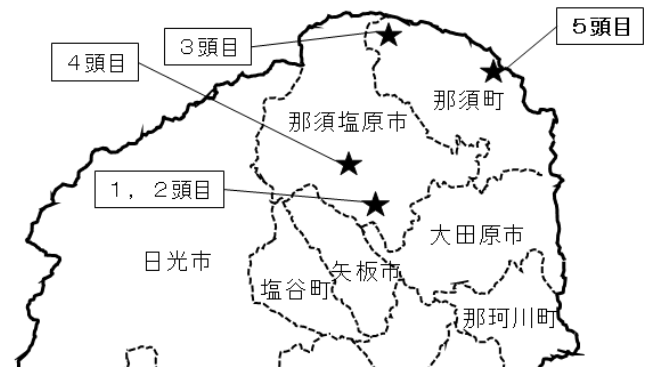 5頭目
3頭目
4頭目
那須町
那須塩原市
1，2頭目
大田原市
日光市
矢板市
塩谷町
那珂川町